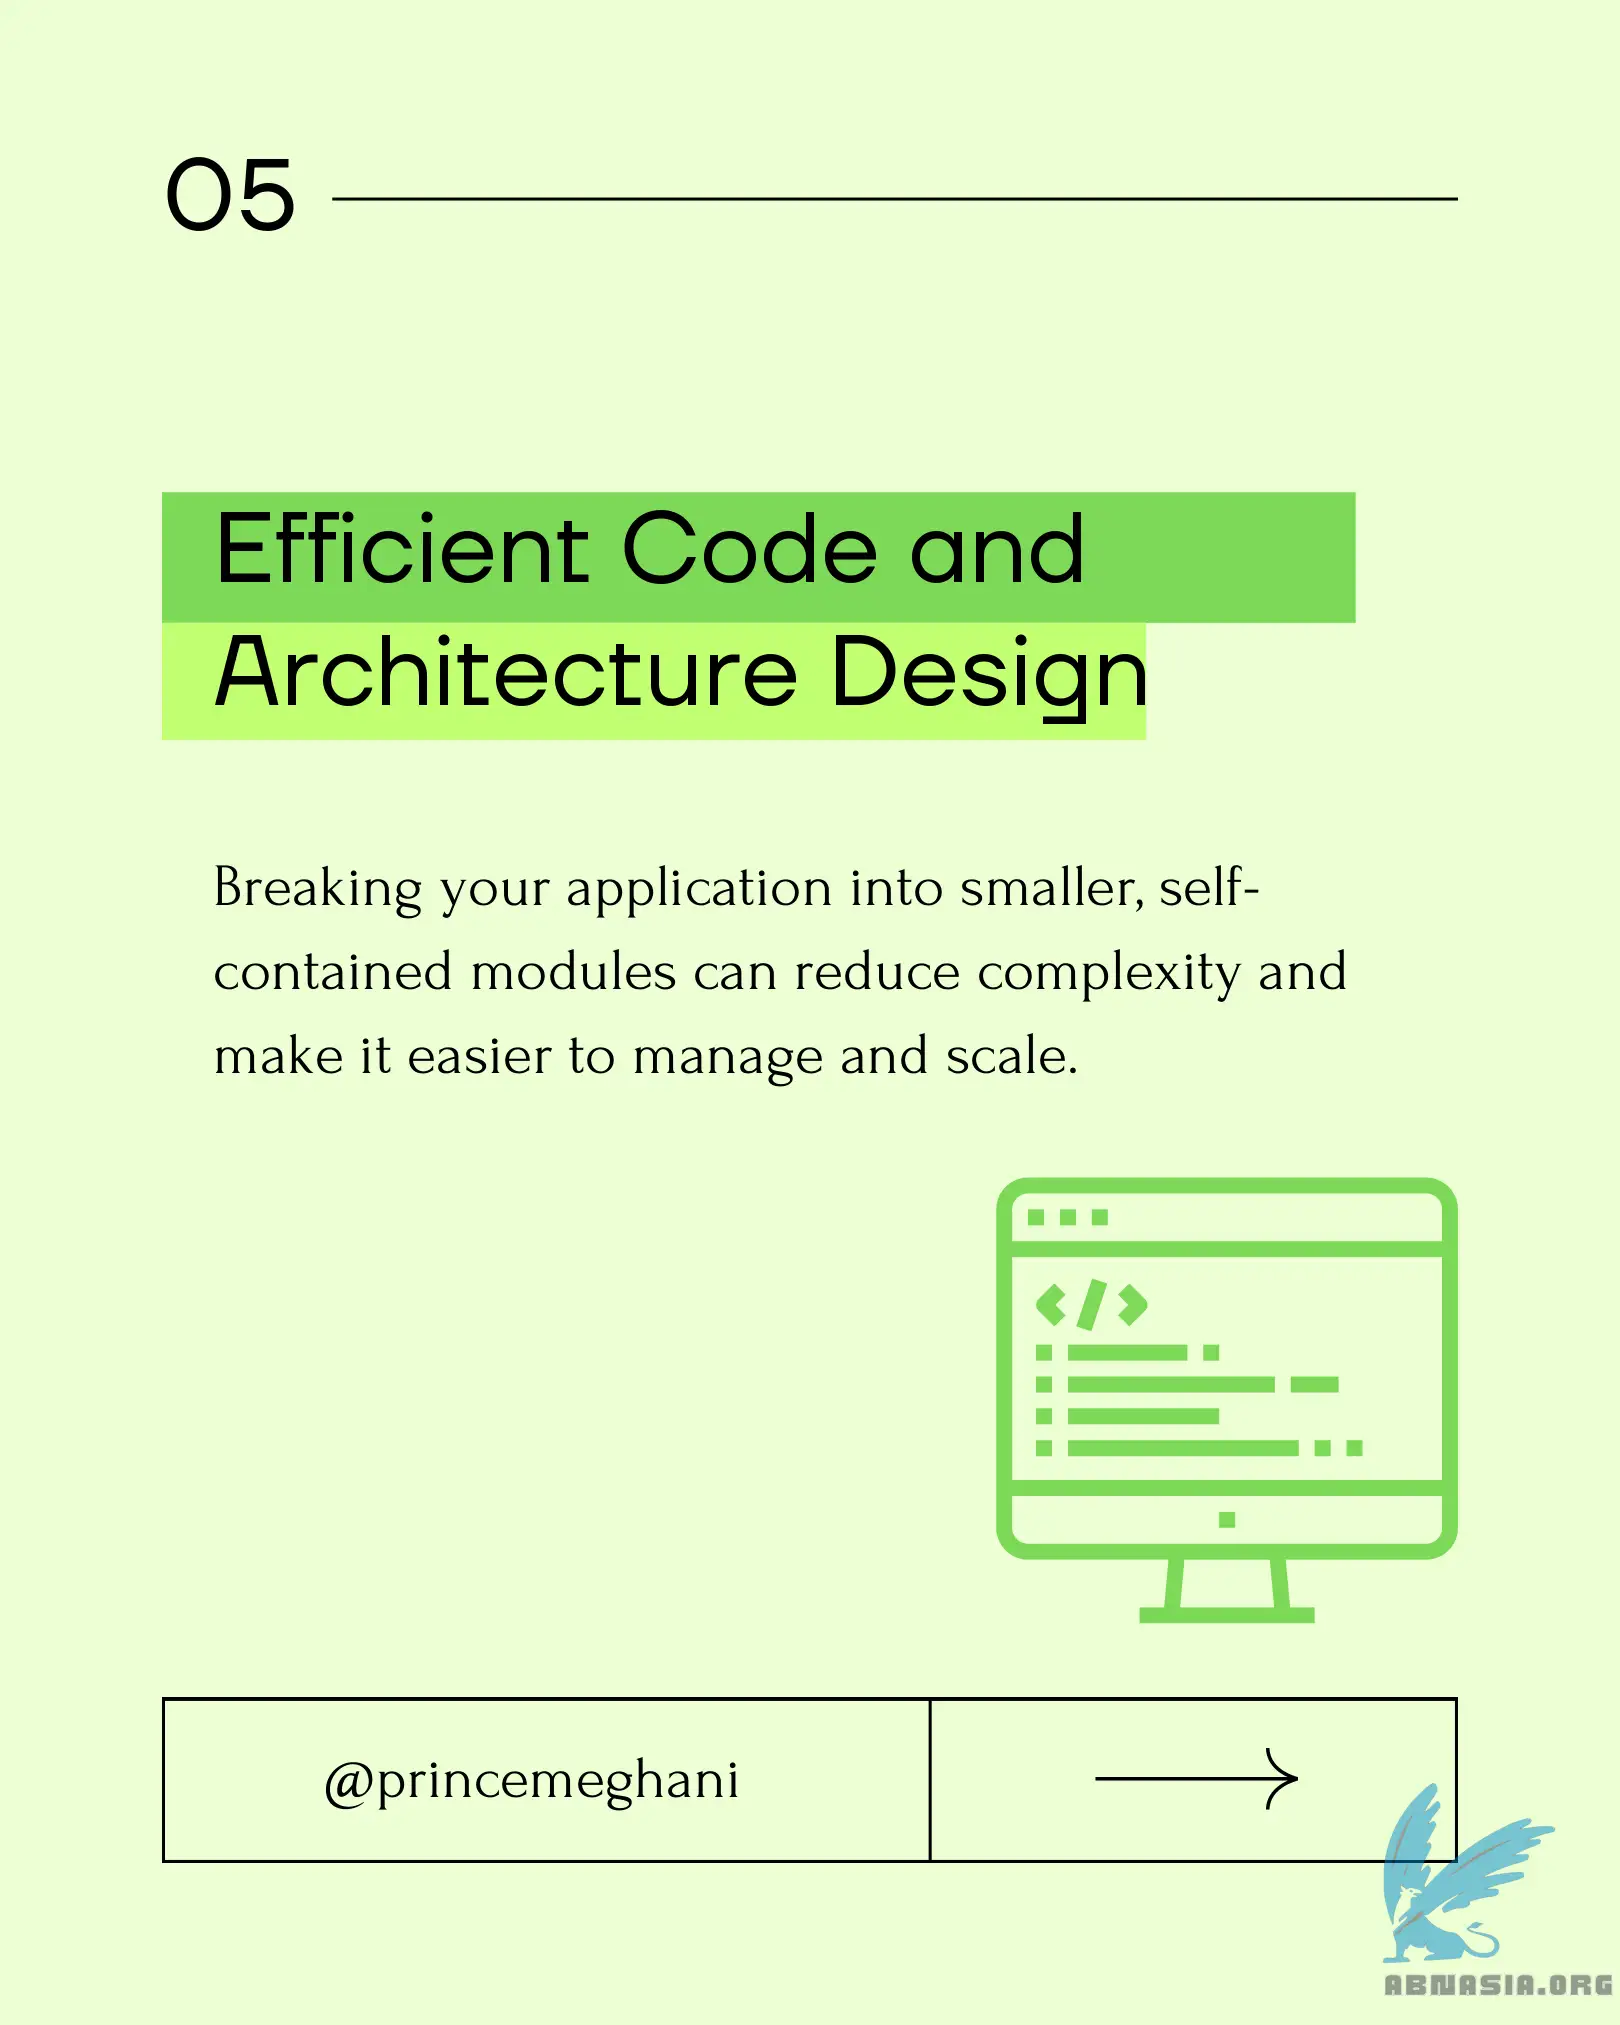 05
Efficient Code and
Architecture Design
Breaking your application into smaller, self-
contained modules can reduce complexity and
make it easier to manage and scale.
</>
@princemeghani
ABNASIA.ORG